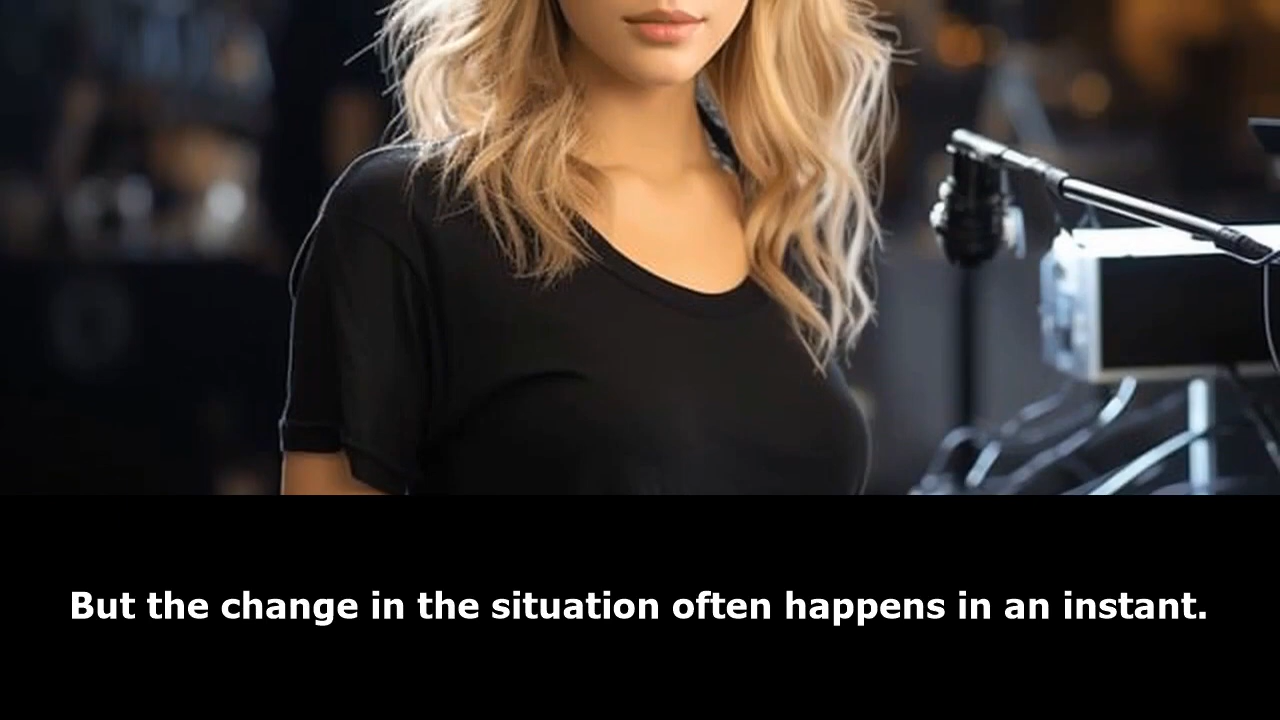 But the change in the situation often happens in an instant.